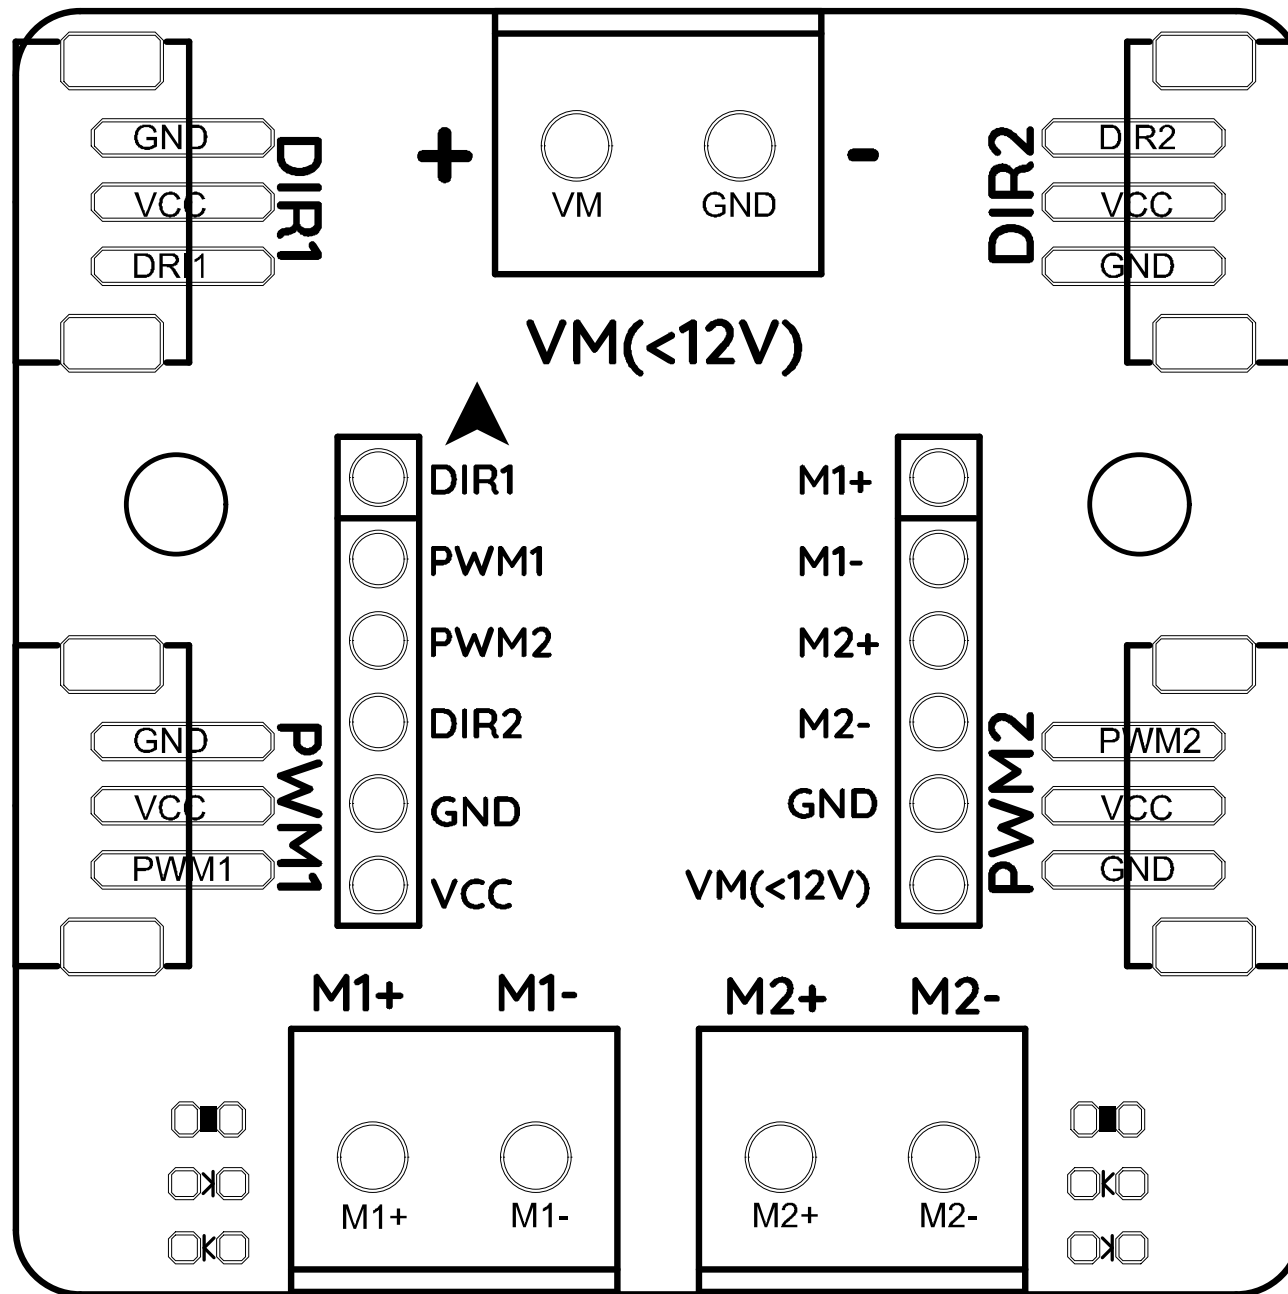 GND
VCC
DRI1
DIR1
+
-
VM
GND
VM(<12V)
DIR2
DIR2
VCC
GND
DIR1
PWM1
PWM2
DIR2
GND
VCC
M1+
M1-
M2+
M2-
GND
VM(<12V)
GND
VCC
PWM1
PWM1
PWM2
PWM2
VCC
GND
M1+ M1-
M2+ M2-
M1+ M1-
M2+ M2-